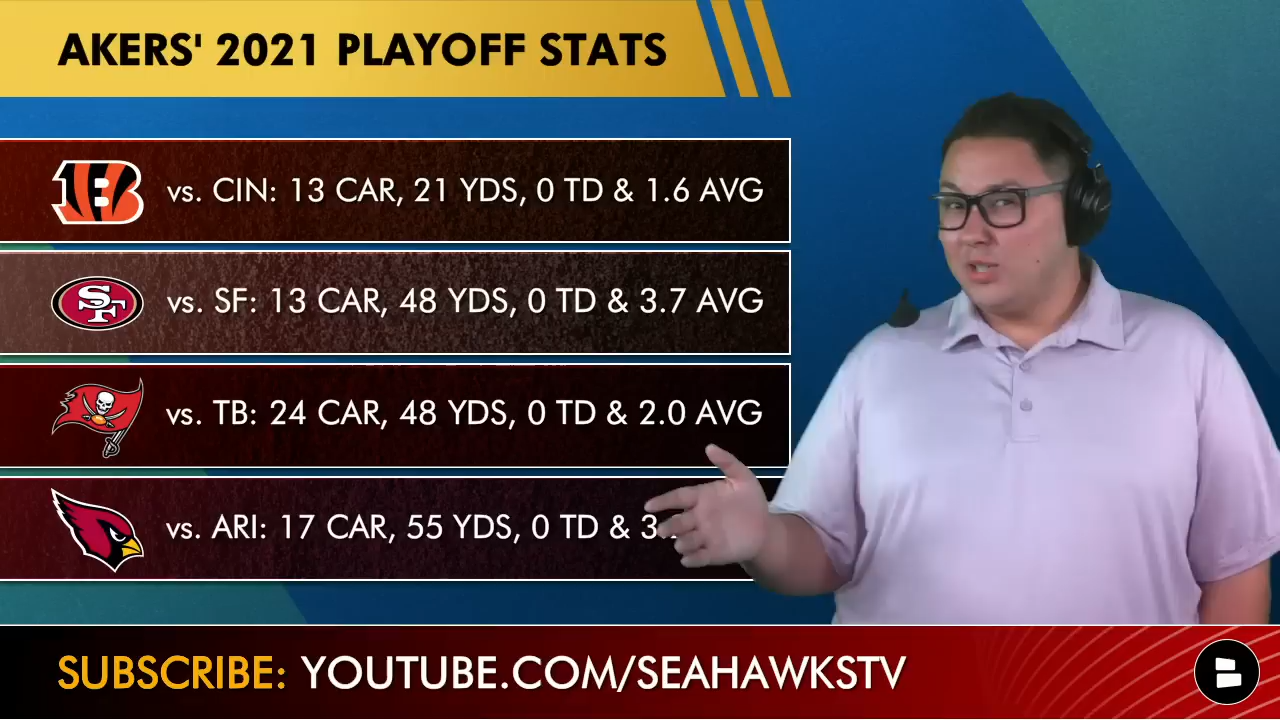 AKERS' 2021 PLAYOFF STATS
vs. CIN: 13 CAR, 21 YDS, 0 TD & 1.6 AVG
vs. SF: 13 CAR, 48 YDS, 0 TD & 3.7 AVG
vs. TB: 24 CAR, 48 YDS, 0 TD & 2.0 AVG
vs. ARI: 17 CAR, 55 YDS, 0 TD &
SUBSCRIBE: YOUTUBE.COM/SEAHAWKSTV